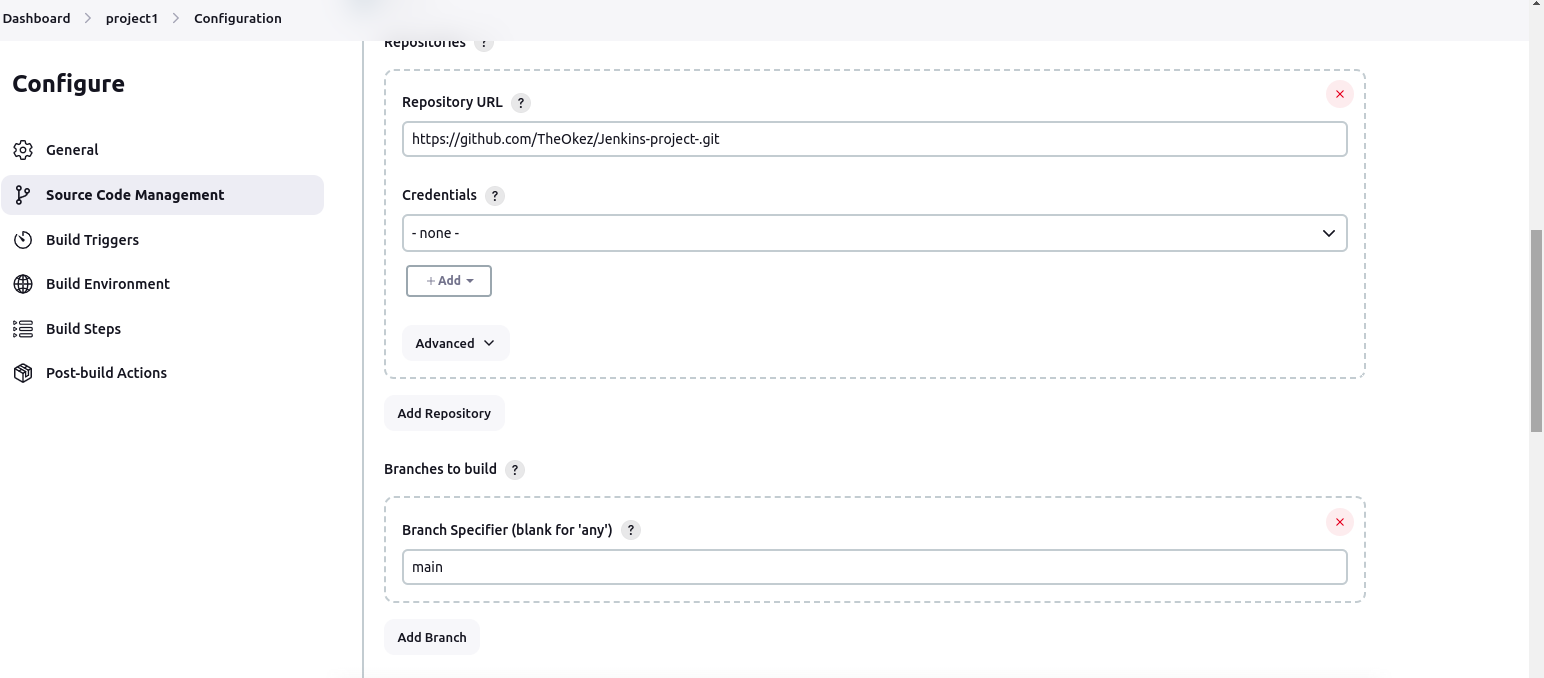 Dashboard > project1 > Configuration
Configure
General
Source Code Management
Build Triggers
Build Environment
Build Steps
Post-build Actions
Repositories ?
Repository URL ?
https://github.com/TheOkez/Jenkins-project-.git
Credentials ?
- none -
+ Add
Advanced
Add Repository
Branches to build ?
Branch Specifier (blank for 'any') ?
main
Add Branch